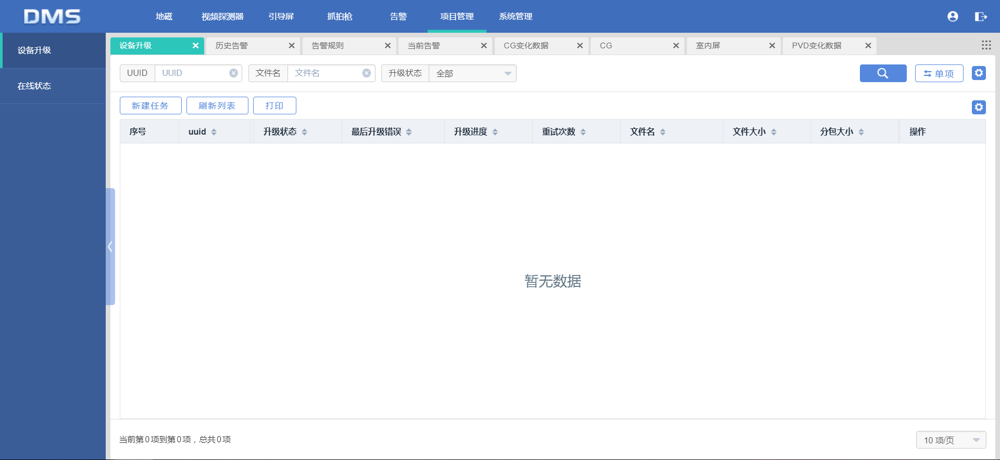 DMS 地磁 视频探测器 引导屏 抓拍枪 告警 项目管理 系统管理
设备升级
在线状态
设备升级 历史告警 告警规则 当前告警 CG变化数据 CG 室内屏 PVD变化数据
UUID UUID 文件名 文件名 升级状态 全部 单项
新建任务 刷新列表 打印
序号 uuid 升级状态 最后升级错误 升级进度 重试次数 文件名 文件大小 分包大小 操作
暂无数据
当前第0项到第0项，总共0项 10 项/页